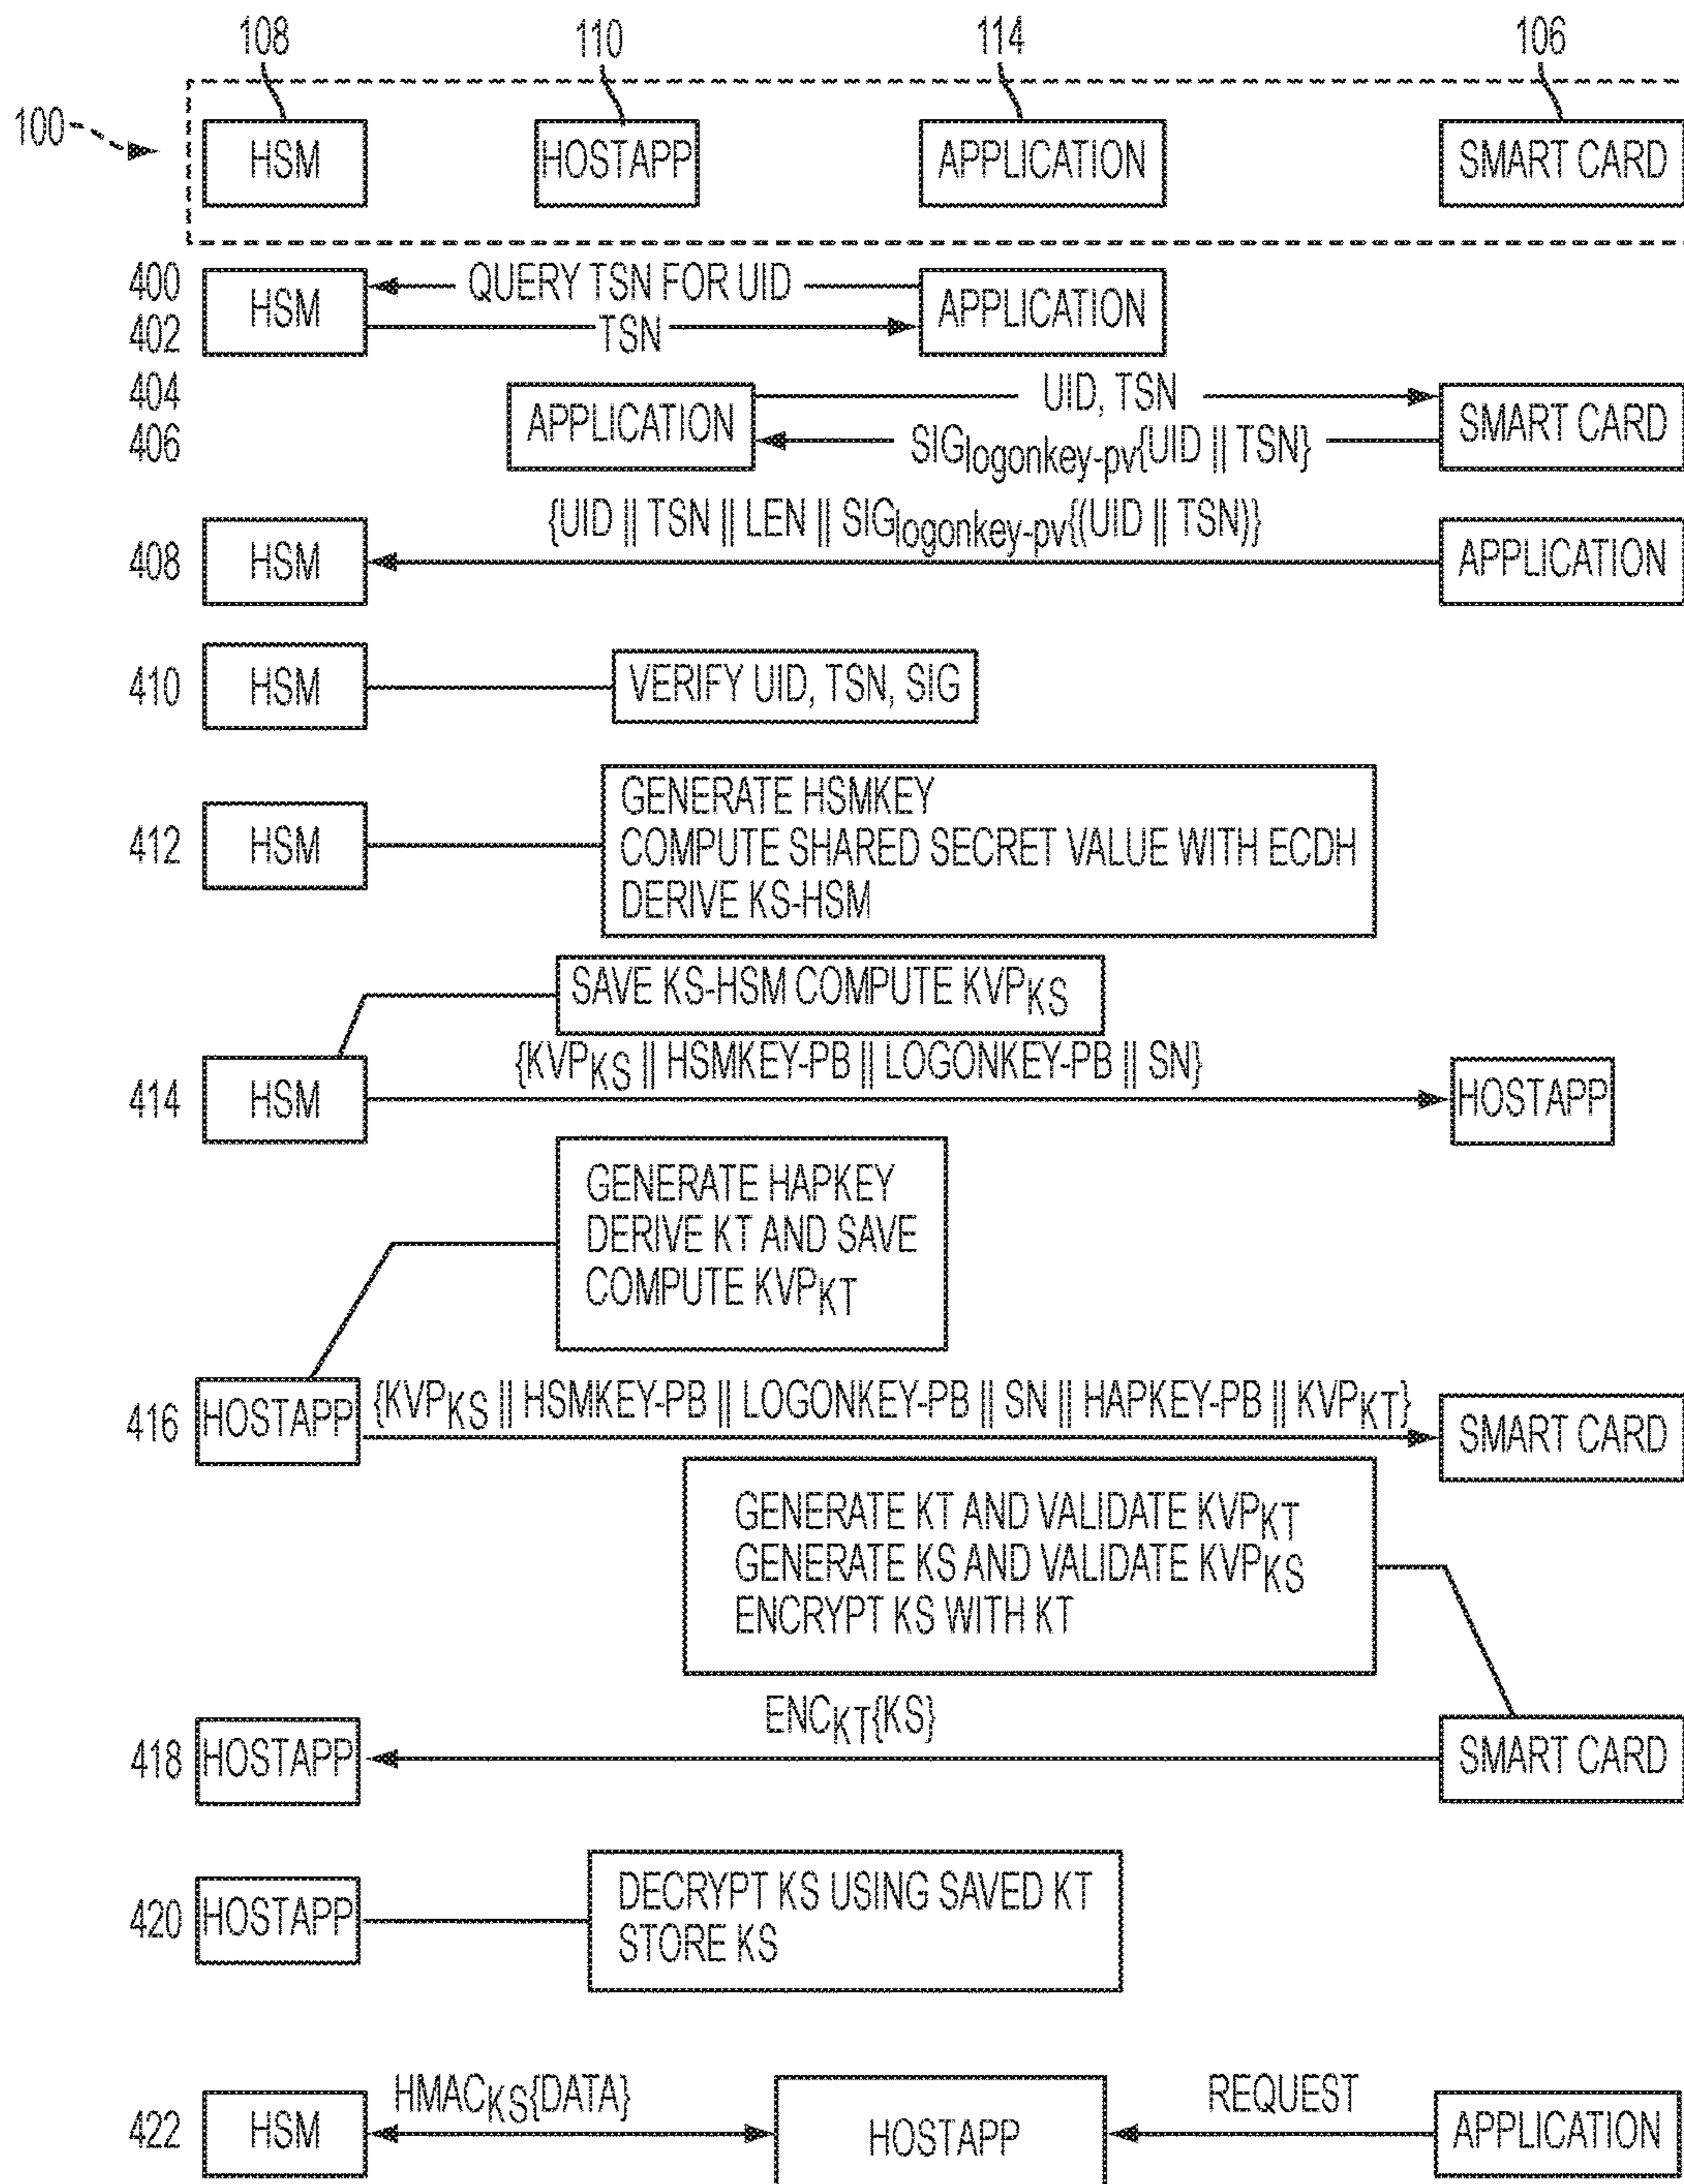 108 110 114 106
100
HSM HOSTAPP APPLICATION SMART CARD
400 HSM QUERY TSN FOR UID APPLICATION
402 TSN
404 APPLICATION UID, TSN SMART CARD
406 SIGlogonkey-pv{UID || TSN}
{UID || TSN || LEN || SIGlogonkey-pv{(UID || TSN)}
408 HSM APPLICATION
410 HSM VERIFY UID, TSN, SIG
GENERATE HSMKEY
412 HSM COMPUTE SHARED SECRET VALUE WITH ECDH
DERIVE KS-HSM
SAVE KS-HSM COMPUTE KVPKS
{KVPKS || HSMKEY-PB || LOGONKEY-PB || SN}
414 HSM HOSTAPP
GENERATE HAPKEY
DERIVE KT AND SAVE
COMPUTE KVPKT
416 HOSTAPP {KVPKS || HSMKEY-PB || LOGONKEY-PB || SN || HAPKEY-PB || KVPKT} SMART CARD
GENERATE KT AND VALIDATE KVPKT
GENERATE KS AND VALIDATE KVPKS
ENCRYPT KS WITH KT
ENCKT{KS}
418 HOSTAPP SMART CARD
420 HOSTAPP DECRYPT KS USING SAVED KT
STORE KS
HMACKS{DATA} REQUEST
422 HSM HOSTAPP APPLICATION